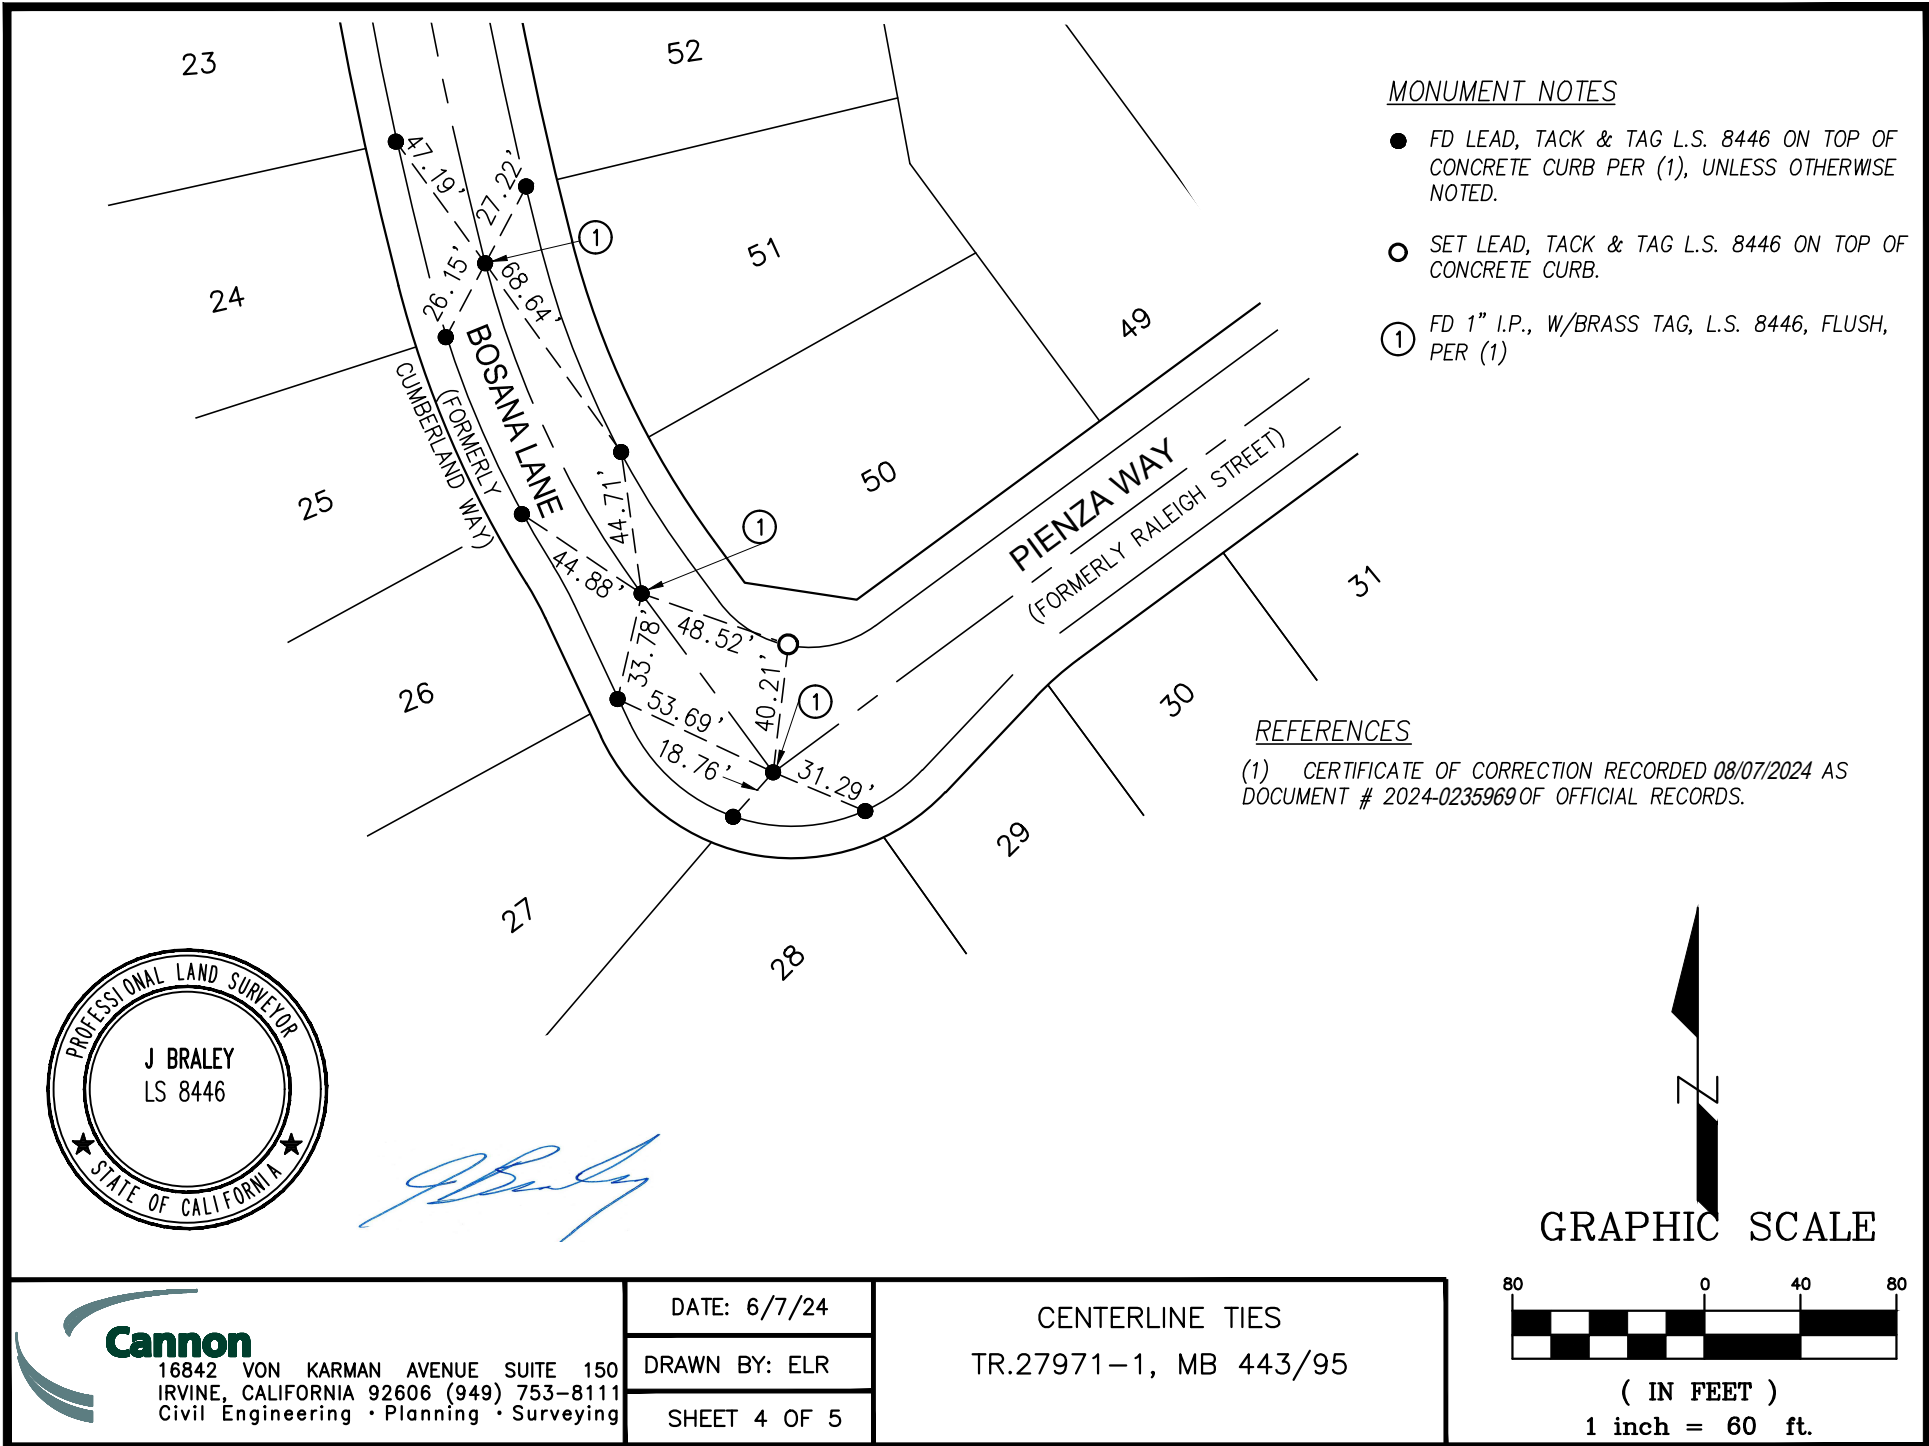 23
52
MONUMENT NOTES
FD LEAD, TACK & TAG L.S. 8446 ON TOP OF
CONCRETE CURB PER (1), UNLESS OTHERWISE
NOTED.
SET LEAD, TACK & TAG L.S. 8446 ON TOP OF
CONCRETE CURB.
1 FD 1" I.P., W/BRASS TAG, L.S. 8446, FLUSH,
PER (1)
47.19'
27.22'
1
51
26.15'
68.64'
24
49
BOSANA LANE
(FORMERLY
CUMBERLAND WAY)
25
50
44.71'
1
PIENZA WAY
(FORMERLY RALEIGH STREET)
44.88'
31
48.52'
33.78'
26
53.69'
40.21'
1
30
18.76'
31.29'
REFERENCES
(1) CERTIFICATE OF CORRECTION RECORDED 08/07/2024 AS
DOCUMENT # 2024-0235969 OF OFFICIAL RECORDS.
29
27
28
PROFESSIONAL LAND SURVEYOR
J BRALEY
LS 8446
STATE OF CALIFORNIA
J Braley
N
GRAPHIC SCALE
80 0 40 80
( IN FEET )
1 inch = 60 ft.
Cannon
16842 VON KARMAN AVENUE SUITE 150
IRVINE, CALIFORNIA 92606 (949) 753-8111
Civil Engineering · Planning · Surveying
DATE: 6/7/24
DRAWN BY: ELR
SHEET 4 OF 5
CENTERLINE TIES
TR.27971-1, MB 443/95